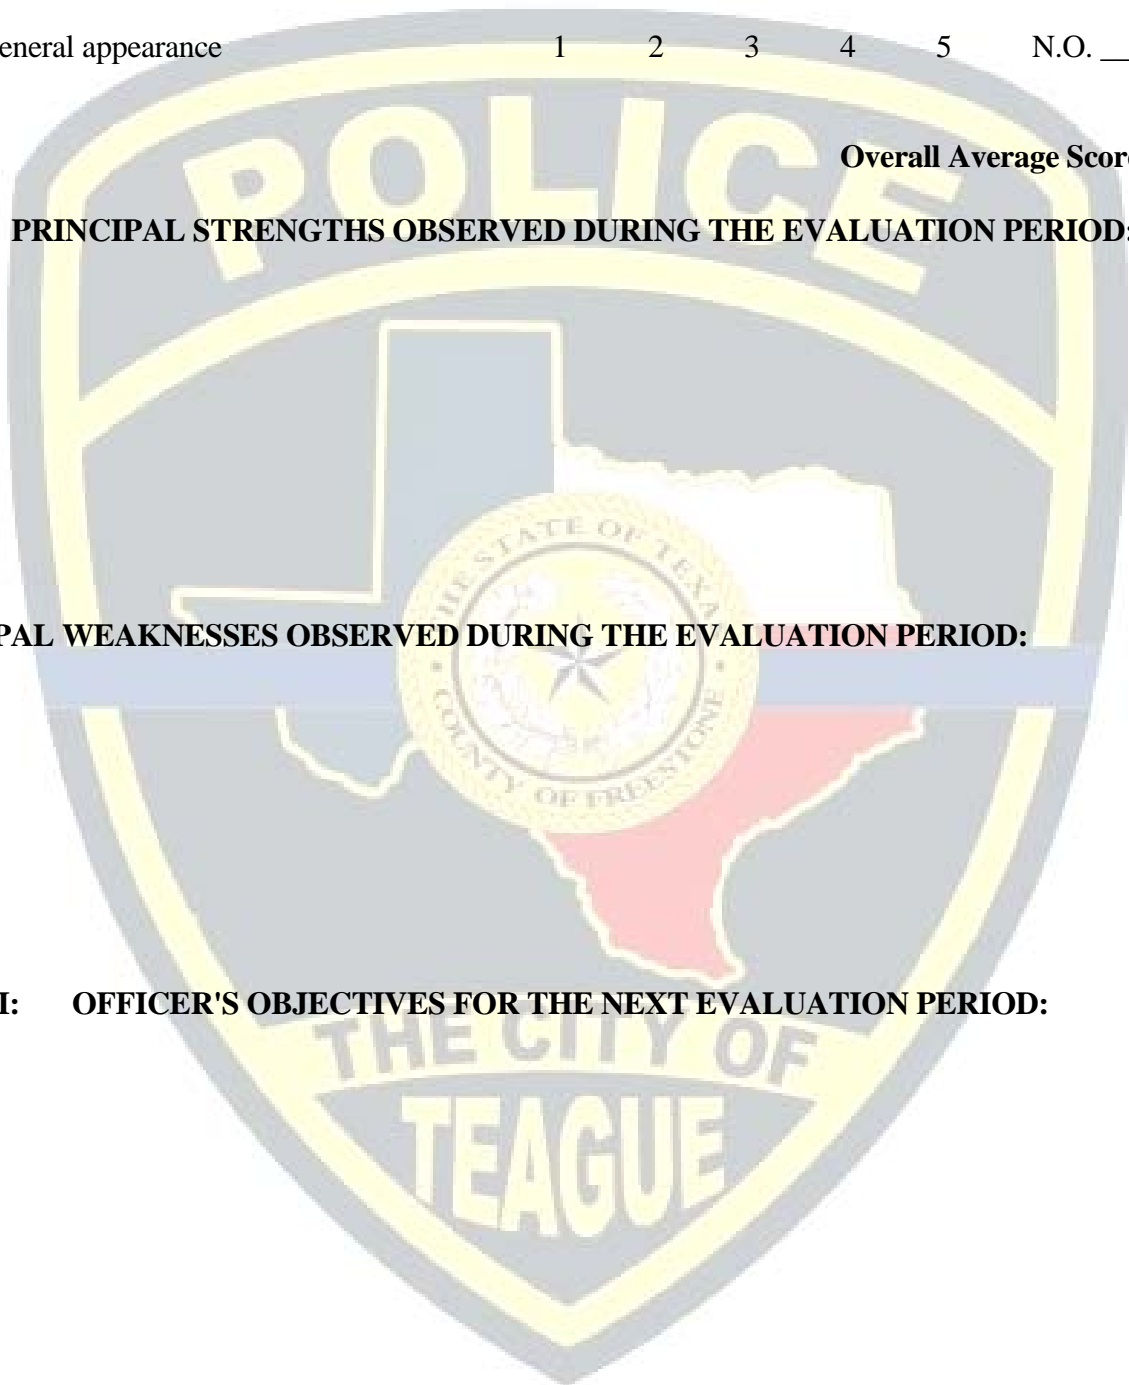 eneral appearance 1 2 3 4 5 N.O. __
Overall Average Score
PRINCIPAL STRENGTHS OBSERVED DURING THE EVALUATION PERIOD:
PAL WEAKNESSES OBSERVED DURING THE EVALUATION PERIOD:
I: OFFICER'S OBJECTIVES FOR THE NEXT EVALUATION PERIOD:
POLICE
THE STATE OF TEXAS
COUNTY OF FREESTONE
THE CITY OF
TEAGUE